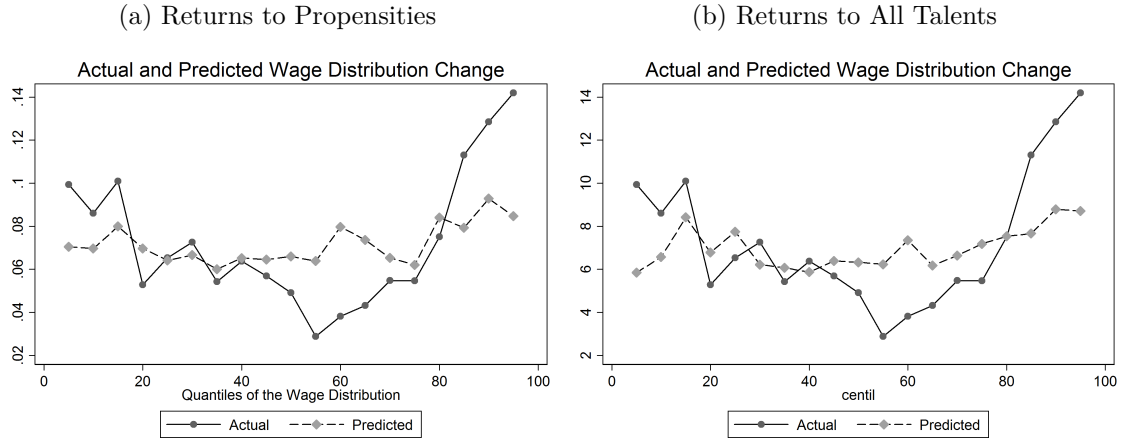 (a) Returns to Propensities
(b) Returns to All Talents
Actual and Predicted Wage Distribution Change
.14
.12
.1
.08
.06
.04
.02
0 20 40 60 80 100
Quantiles of the Wage Distribution
Actual Predicted
Actual and Predicted Wage Distribution Change
14
12
10
8
6
4
2
0 20 40 60 80 100
centil
Actual Predicted